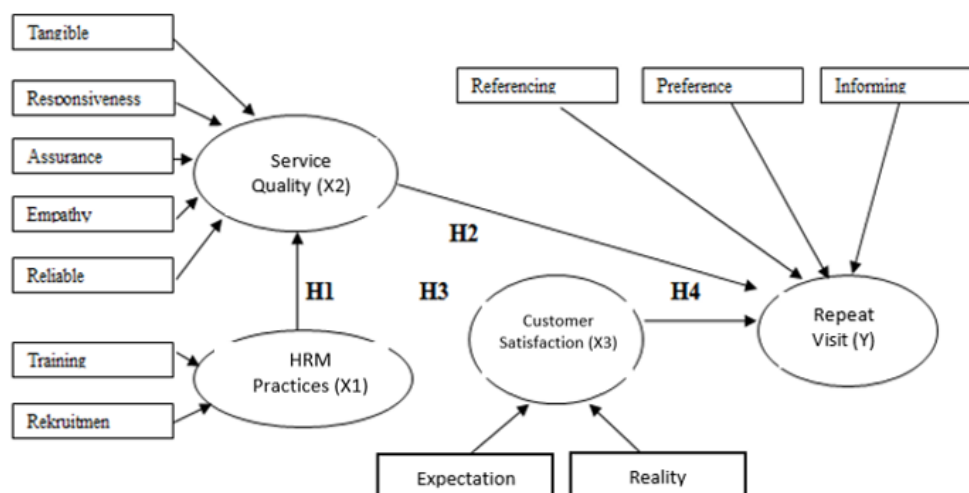 Tangible
Responsiveness
Assurance
Empathy
Reliable
Training
Rekruitmen
Service
Quality (X2)
HRM
Practices (X1)
H1
H2
H3
H4
Referencing
Preference
Informing
Customer
Satisfaction (X3)
Repeat
Visit (Y)
Expectation
Reality